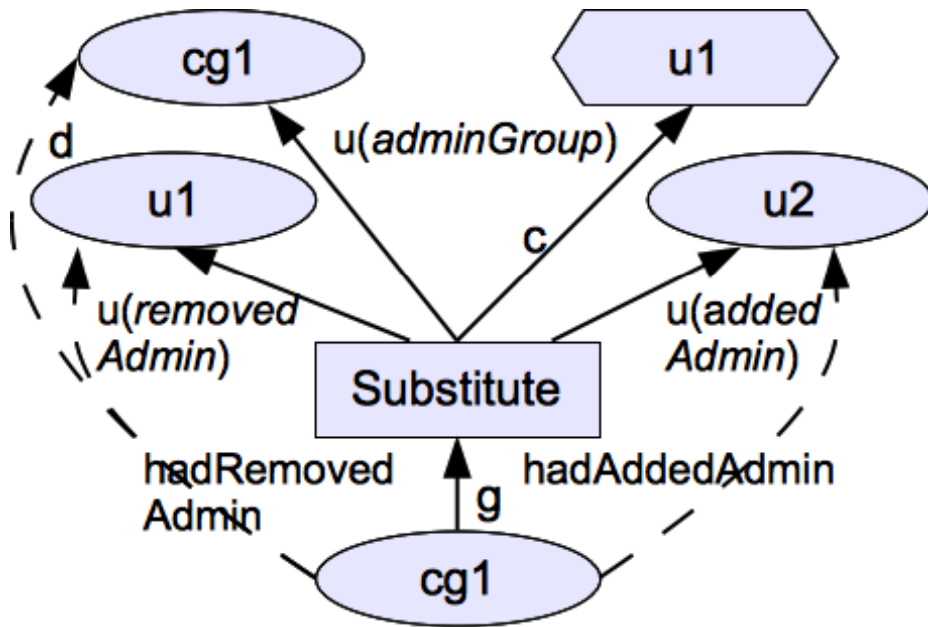 cg1
u1
d
u(adminGroup)
u1
u2
c
u(removed
Admin)
u(added
Admin)
Substitute
hadRemoved
Admin
g
hadAddedAdmin
cg1